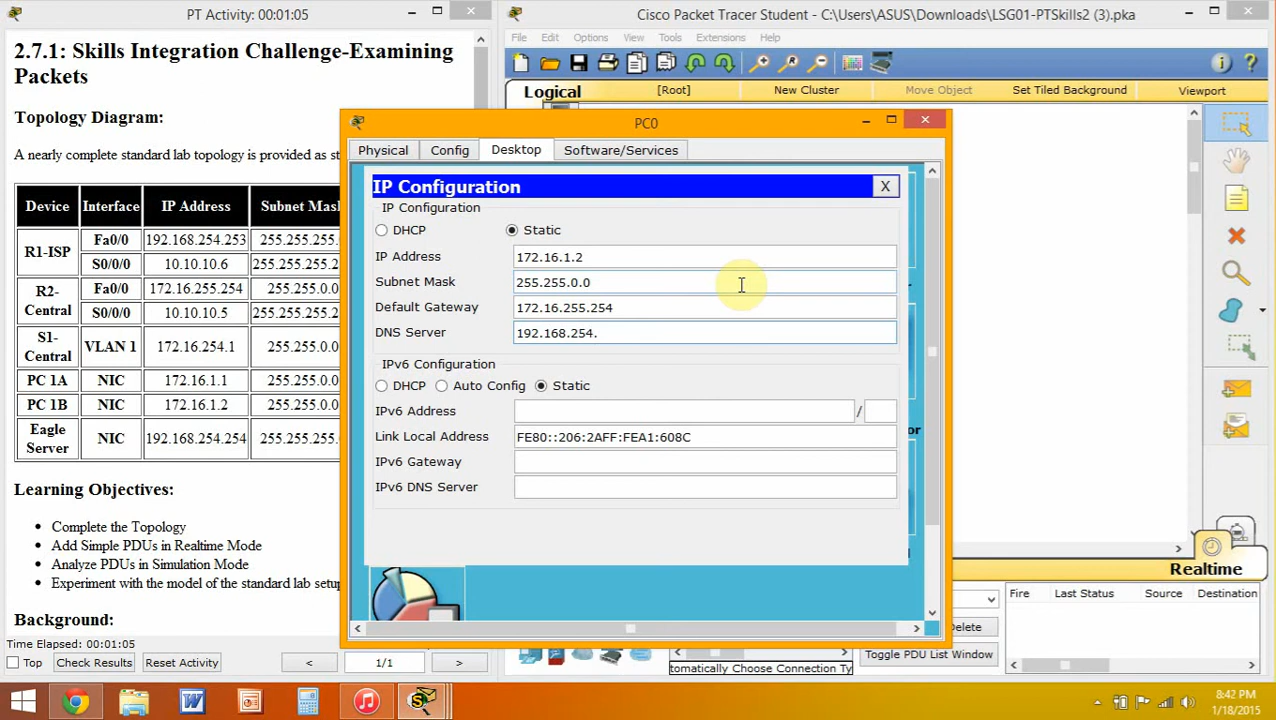 PT Activity: 00:01:05
2.7.1: Skills Integration Challenge-Examining
Packets
Topology Diagram:
A nearly complete standard lab topology is provided as st
Device Interface IP Address Subnet Mas
R1-ISP Fa0/0 192.168.254.253 255.255.255.
S0/0/0 10.10.10.6 255.255.255.
R2-
Central Fa0/0 172.16.255.254 255.255.0.0
S0/0/0 10.10.10.5 255.255.255.
S1-
Central VLAN 1 172.16.254.1 255.255.0.
PC 1A NIC 172.16.1.1 255.255.0.0
PC 1B NIC 172.16.1.2 255.255.0.0
Eagle
Server NIC 192.168.254.254 255.255.255.
Learning Objectives:
• Complete the Topology
• Add Simple PDUs in Realtime Mode
• Analyze PDUs in Simulation Mode
• Experiment with the model of the standard lab setup
Background:
Time Elapsed: 00:01:05
Top Check Results Reset Activity < 1/1 >
Cisco Packet Tracer Student - C:\Users\ASUS\Downloads\LSG01-PTSkills2 (3).pka
File Edit Options View Tools Extensions Help
Logical [Root] New Cluster Move Object Set Tiled Background Viewport
PC0
Physical Config Desktop Software/Services
IP Configuration X
IP Configuration
DHCP Static
IP Address 172.16.1.2
Subnet Mask 255.255.0.0
Default Gateway 172.16.255.254
DNS Server 192.168.254.
IPv6 Configuration
DHCP Auto Config Static
IPv6 Address /
Link Local Address FE80::206:2AFF:FEA1:608C
IPv6 Gateway
IPv6 DNS Server
or
Realtime
Fire Last Status Source Destination
Delete
Toggle PDU List Window
utomatically Choose Connection Ty
8:42 PM
1/18/2015